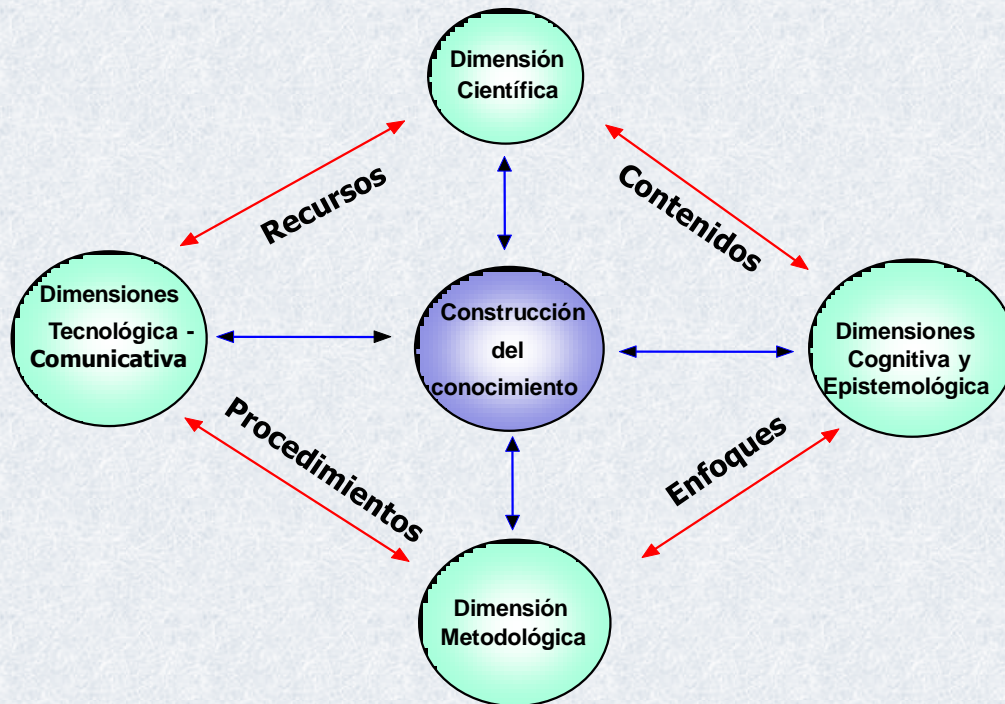 Dimensión
Científica
Recursos
Contenidos
Dimensiones
Tecnológica -
Comunicativa
Construcción
del
conocimiento
Dimensiones
Cognitiva y
Epistemológica
Procedimientos
Enfoques
Dimensión
Metodológica